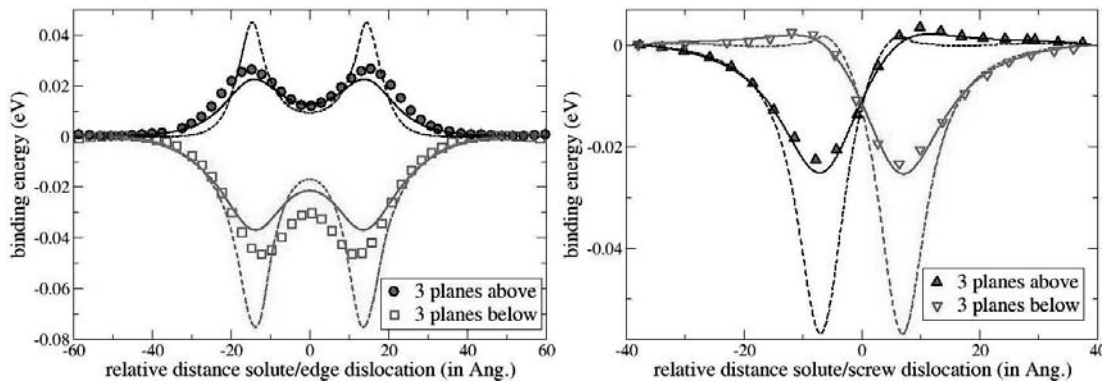 0.04
0.02
0
-0.02
-0.04
-0.06
-0.08
binding energy (eV)
-60
-40
-20
0
20
40
60
relative distance solute/edge dislocation (in Ang.)
3 planes above
3 planes below
0
-0.02
-0.04
binding energy (eV)
-40
-20
0
20
40
relative distance solute/screw dislocation (in Ang.)
3 planes above
3 planes below